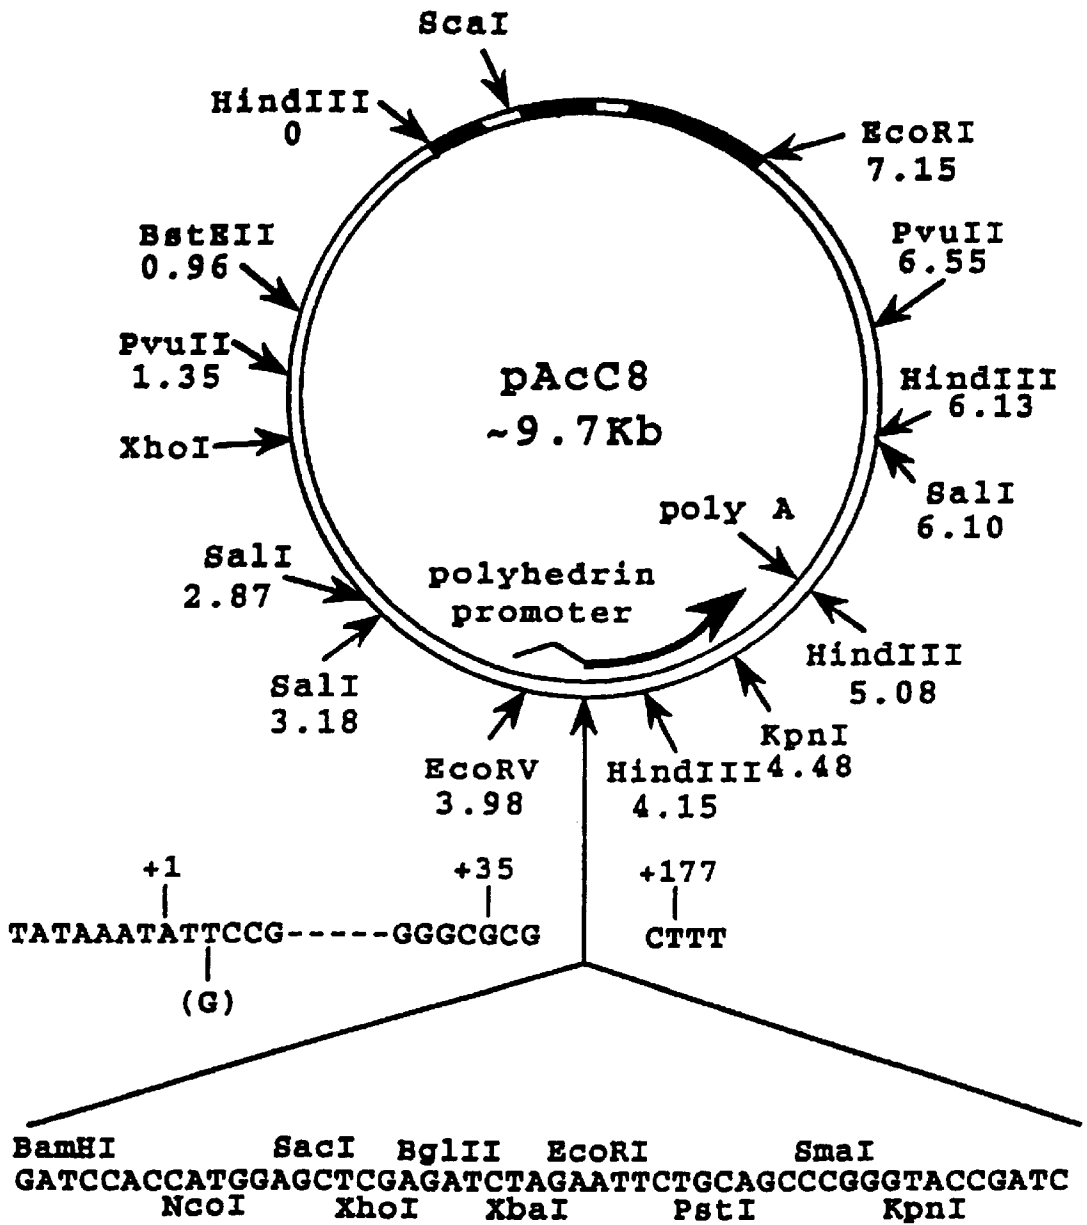 ScaI
HindIII
0
EcoRI
7.15
BstEII
0.96
PvuII
6.55
PvuII
1.35
pAcC8
~9.7Kb
HindIII
6.13
XhoI
SalI
6.10
poly A
SalI
2.87
polyhedrin
promoter
HindIII
5.08
SalI
3.18
KpnI
4.48
EcoRV
3.98
HindIII
4.15
+1
+35
+177
TATAAATATTCCG-----GGGCGCG
CTTT
(G)
BamHI SacI BglII EcoRI SmaI
GATCCACCATGGAGCTCGAGATCTAGAATTCTGCAGCCCGGGTACCGATC
NcoI XhoI XbaI PstI KpnI